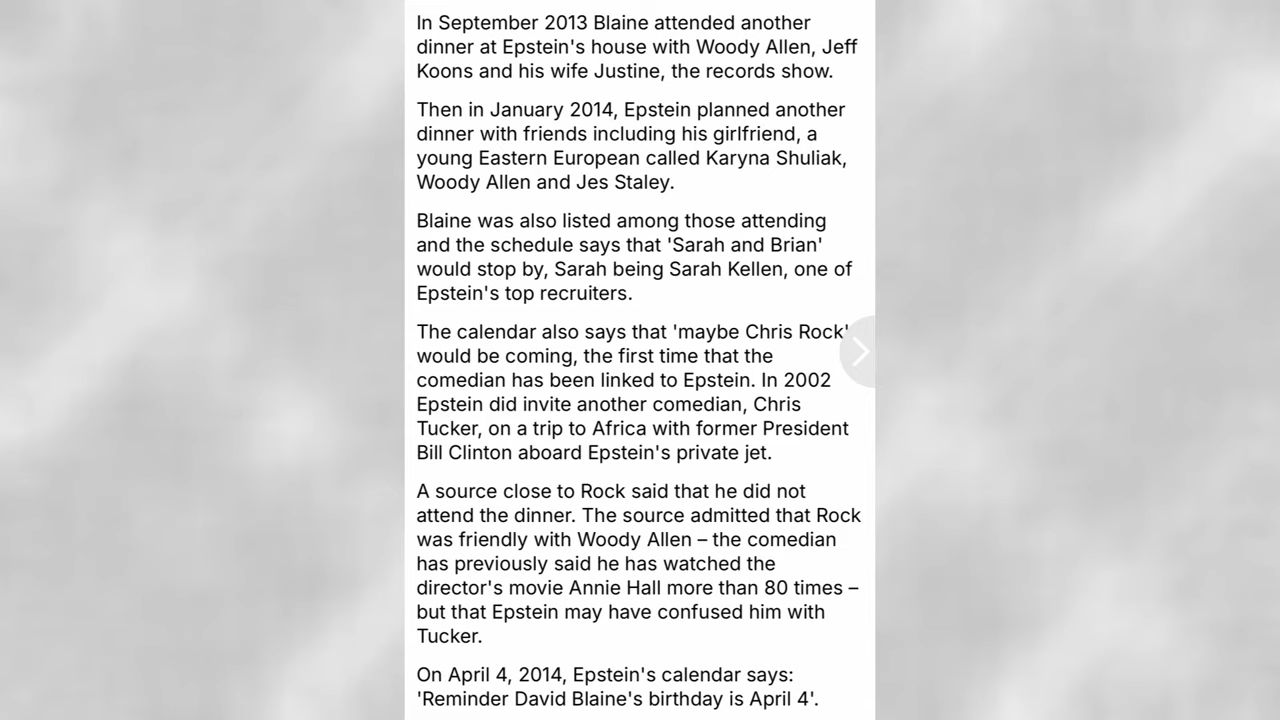 In September 2013 Blaine attended another
dinner at Epstein's house with Woody Allen, Jeff
Koons and his wife Justine, the records show.
Then in January 2014, Epstein planned another
dinner with friends including his girlfriend, a
young Eastern European called Karyna Shuliak,
Woody Allen and Jes Staley.
Blaine was also listed among those attending
and the schedule says that 'Sarah and Brian'
would stop by, Sarah being Sarah Kellen, one of
Epstein's top recruiters.
The calendar also says that 'maybe Chris Rock'
would be coming, the first time that the
comedian has been linked to Epstein. In 2002
Epstein did invite another comedian, Chris
Tucker, on a trip to Africa with former President
Bill Clinton aboard Epstein's private jet.
A source close to Rock said that he did not
attend the dinner. The source admitted that Rock
was friendly with Woody Allen – the comedian
has previously said he has watched the
director's movie Annie Hall more than 80 times –
but that Epstein may have confused him with
Tucker.
On April 4, 2014, Epstein's calendar says:
'Reminder David Blaine's birthday is April 4'.